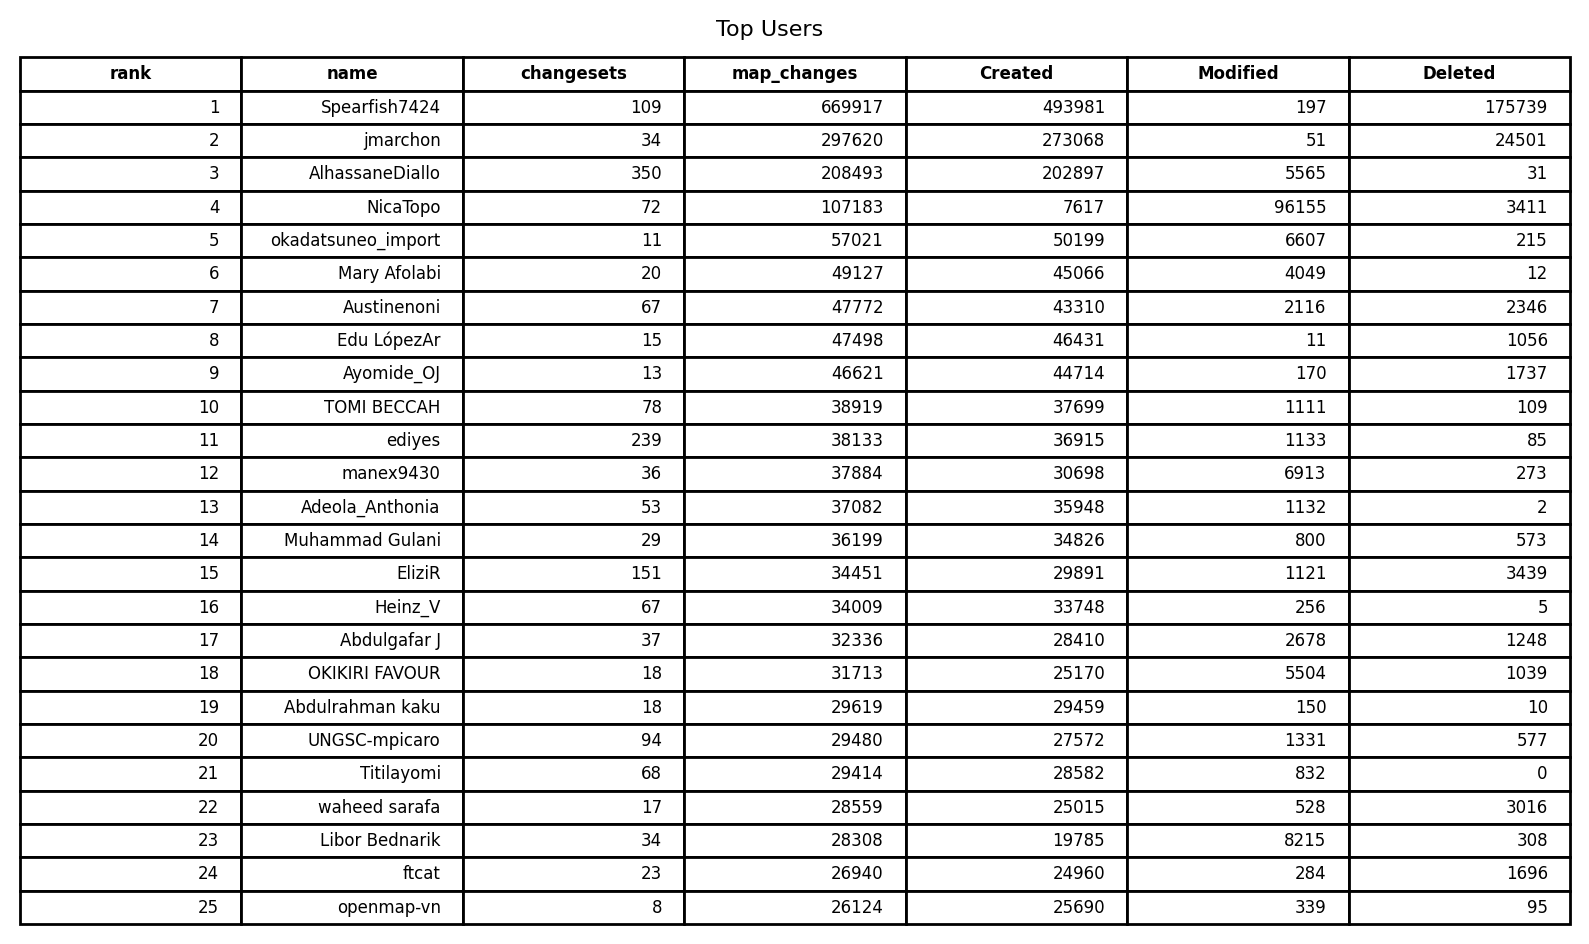 Top Users
rank name changesets map_changes Created Modified Deleted
1 Spearfish7424 109 669917 493981 197 175739
2 jmarchon 34 297620 273068 51 24501
3 AlhassaneDiallo 350 208493 202897 5565 31
4 NicaTopo 72 107183 7617 96155 3411
5 okadatsuneo_import 11 57021 50199 6607 215
6 Mary Afolabi 20 49127 45066 4049 12
7 Austinenoni 67 47772 43310 2116 2346
8 Edu LópezAr 15 47498 46431 11 1056
9 Ayomide_OJ 13 46621 44714 170 1737
10 TOMI BECCAH 78 38919 37699 1111 109
11 ediyes 239 38133 36915 1133 85
12 manex9430 36 37884 30698 6913 273
13 Adeola_Anthonia 53 37082 35948 1132 2
14 Muhammad Gulani 29 36199 34826 800 573
15 EliziR 151 34451 29891 1121 3439
16 Heinz_V 67 34009 33748 256 5
17 Abdulgafar J 37 32336 28410 2678 1248
18 OKIKIRI FAVOUR 18 31713 25170 5504 1039
19 Abdulrahman kaku 18 29619 29459 150 10
20 UNGSC-mpicaro 94 29480 27572 1331 577
21 Titilayomi 68 29414 28582 832 0
22 waheed sarafa 17 28559 25015 528 3016
23 Libor Bednarik 34 28308 19785 8215 308
24 ftcat 23 26940 24960 284 1696
25 openmap-vn 8 26124 25690 339 95